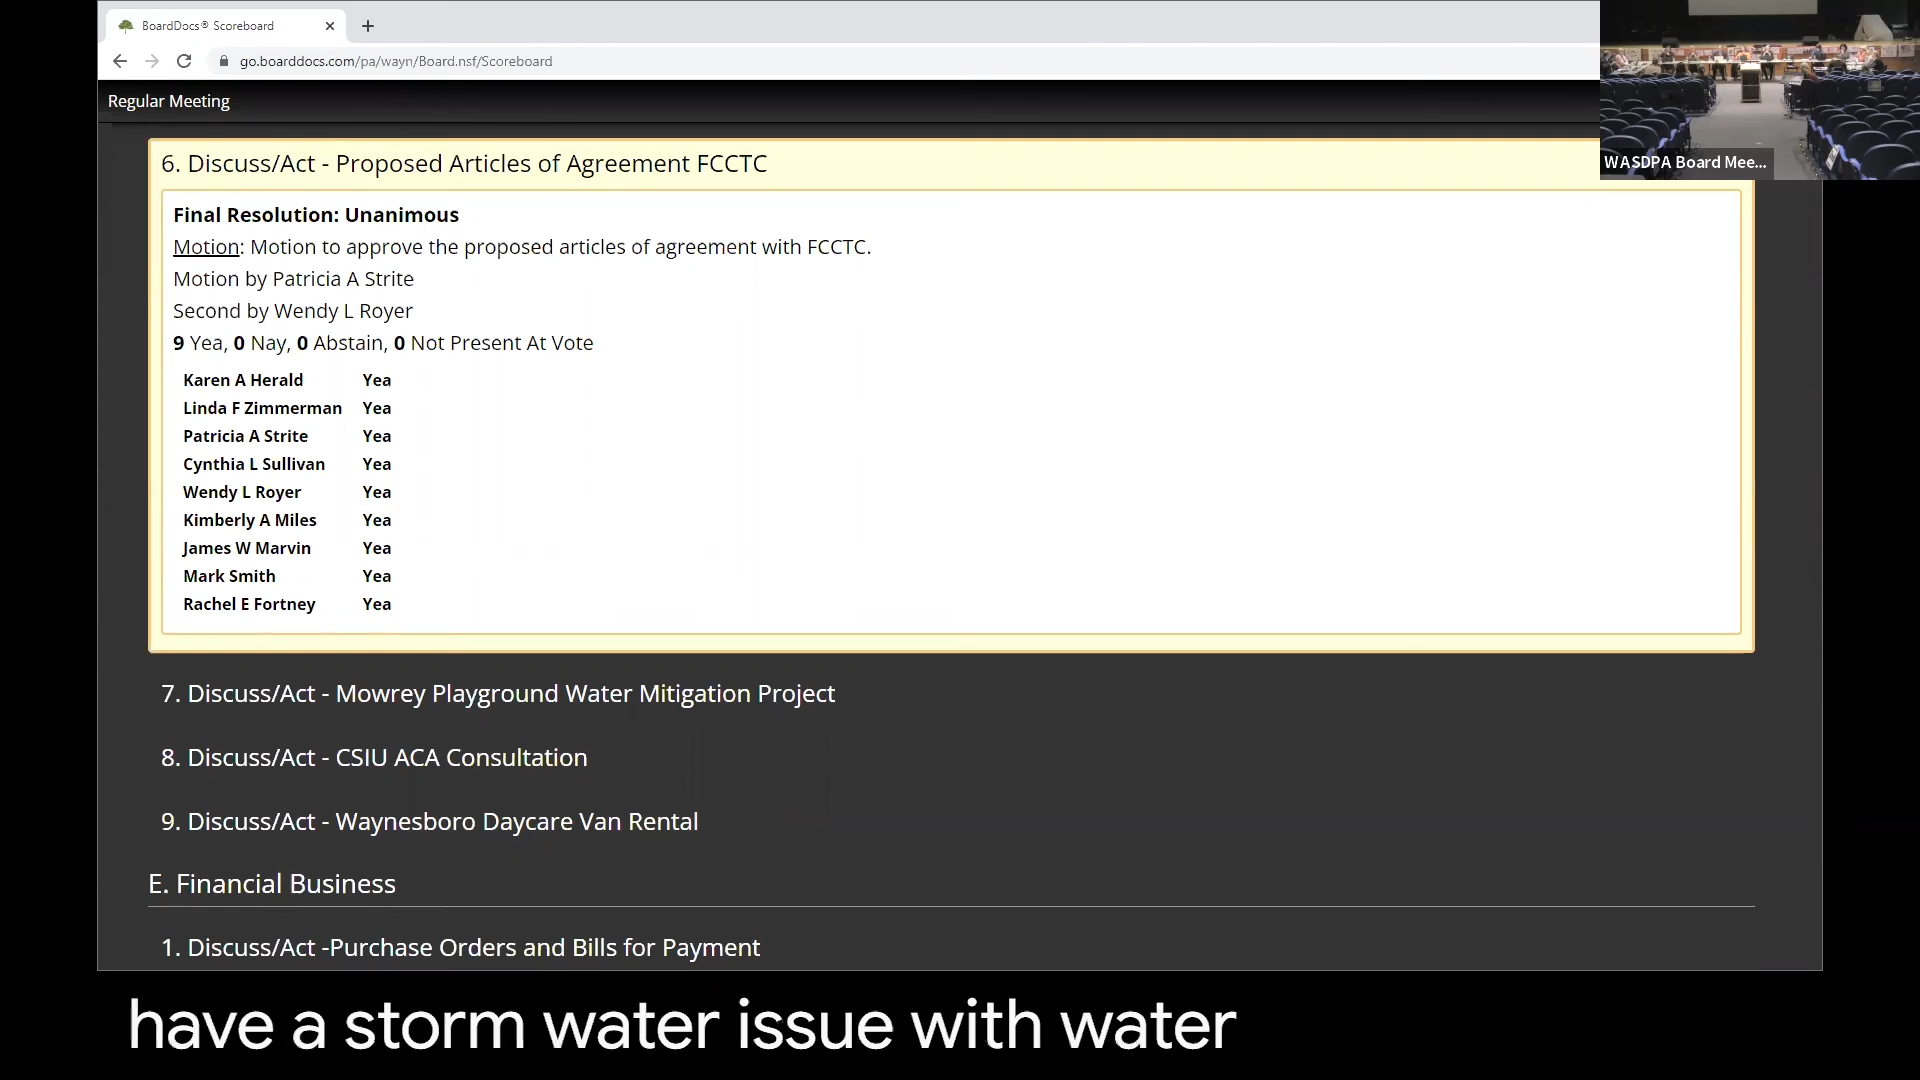 BoardDocs® Scoreboard
go.boarddocs.com/pa/wayn/Board.nsf/Scoreboard
Regular Meeting
WASDPA Board Mee...
6. Discuss/Act - Proposed Articles of Agreement FCCTC
Final Resolution: Unanimous
Motion: Motion to approve the proposed articles of agreement with FCCTC.
Motion by Patricia A Strite
Second by Wendy L Royer
9 Yea, 0 Nay, 0 Abstain, 0 Not Present At Vote
Karen A Herald Yea
Linda F Zimmerman Yea
Patricia A Strite Yea
Cynthia L Sullivan Yea
Wendy L Royer Yea
Kimberly A Miles Yea
James W Marvin Yea
Mark Smith Yea
Rachel E Fortney Yea
7. Discuss/Act - Mowrey Playground Water Mitigation Project
8. Discuss/Act - CSIU ACA Consultation
9. Discuss/Act - Waynesboro Daycare Van Rental
E. Financial Business
1. Discuss/Act -Purchase Orders and Bills for Payment
have a storm water issue with water